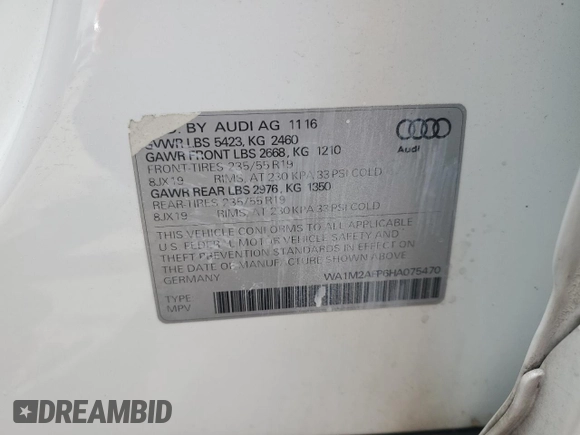 BY AUDI AG 11 16
GVWR LBS 5423, KG 2460
GAWR FRONT LBS 2668, KG 1210
FRONT-TIRES 235/55 R19
8JX19 RIMS, AT 230 KPA 33 PSI COLD
GAWR REAR LBS 2976, KG 1350
REAR-TIRES 235/55 R19
8JX19 RIMS, AT 230 KPA 33 PSI COLD
THIS VEHICLE CONFORMS TO ALL APPLICABLE
U.S. FEDERAL MOTOR VEHICLE SAFETY AND
THEFT PREVENTION STANDARDS IN EFFECT ON
THE DATE OF MANUFACTURE SHOWN ABOVE
GERMANY
WA1M2AFP6HA075470
TYPE
MPV
Audi
DREAMBID